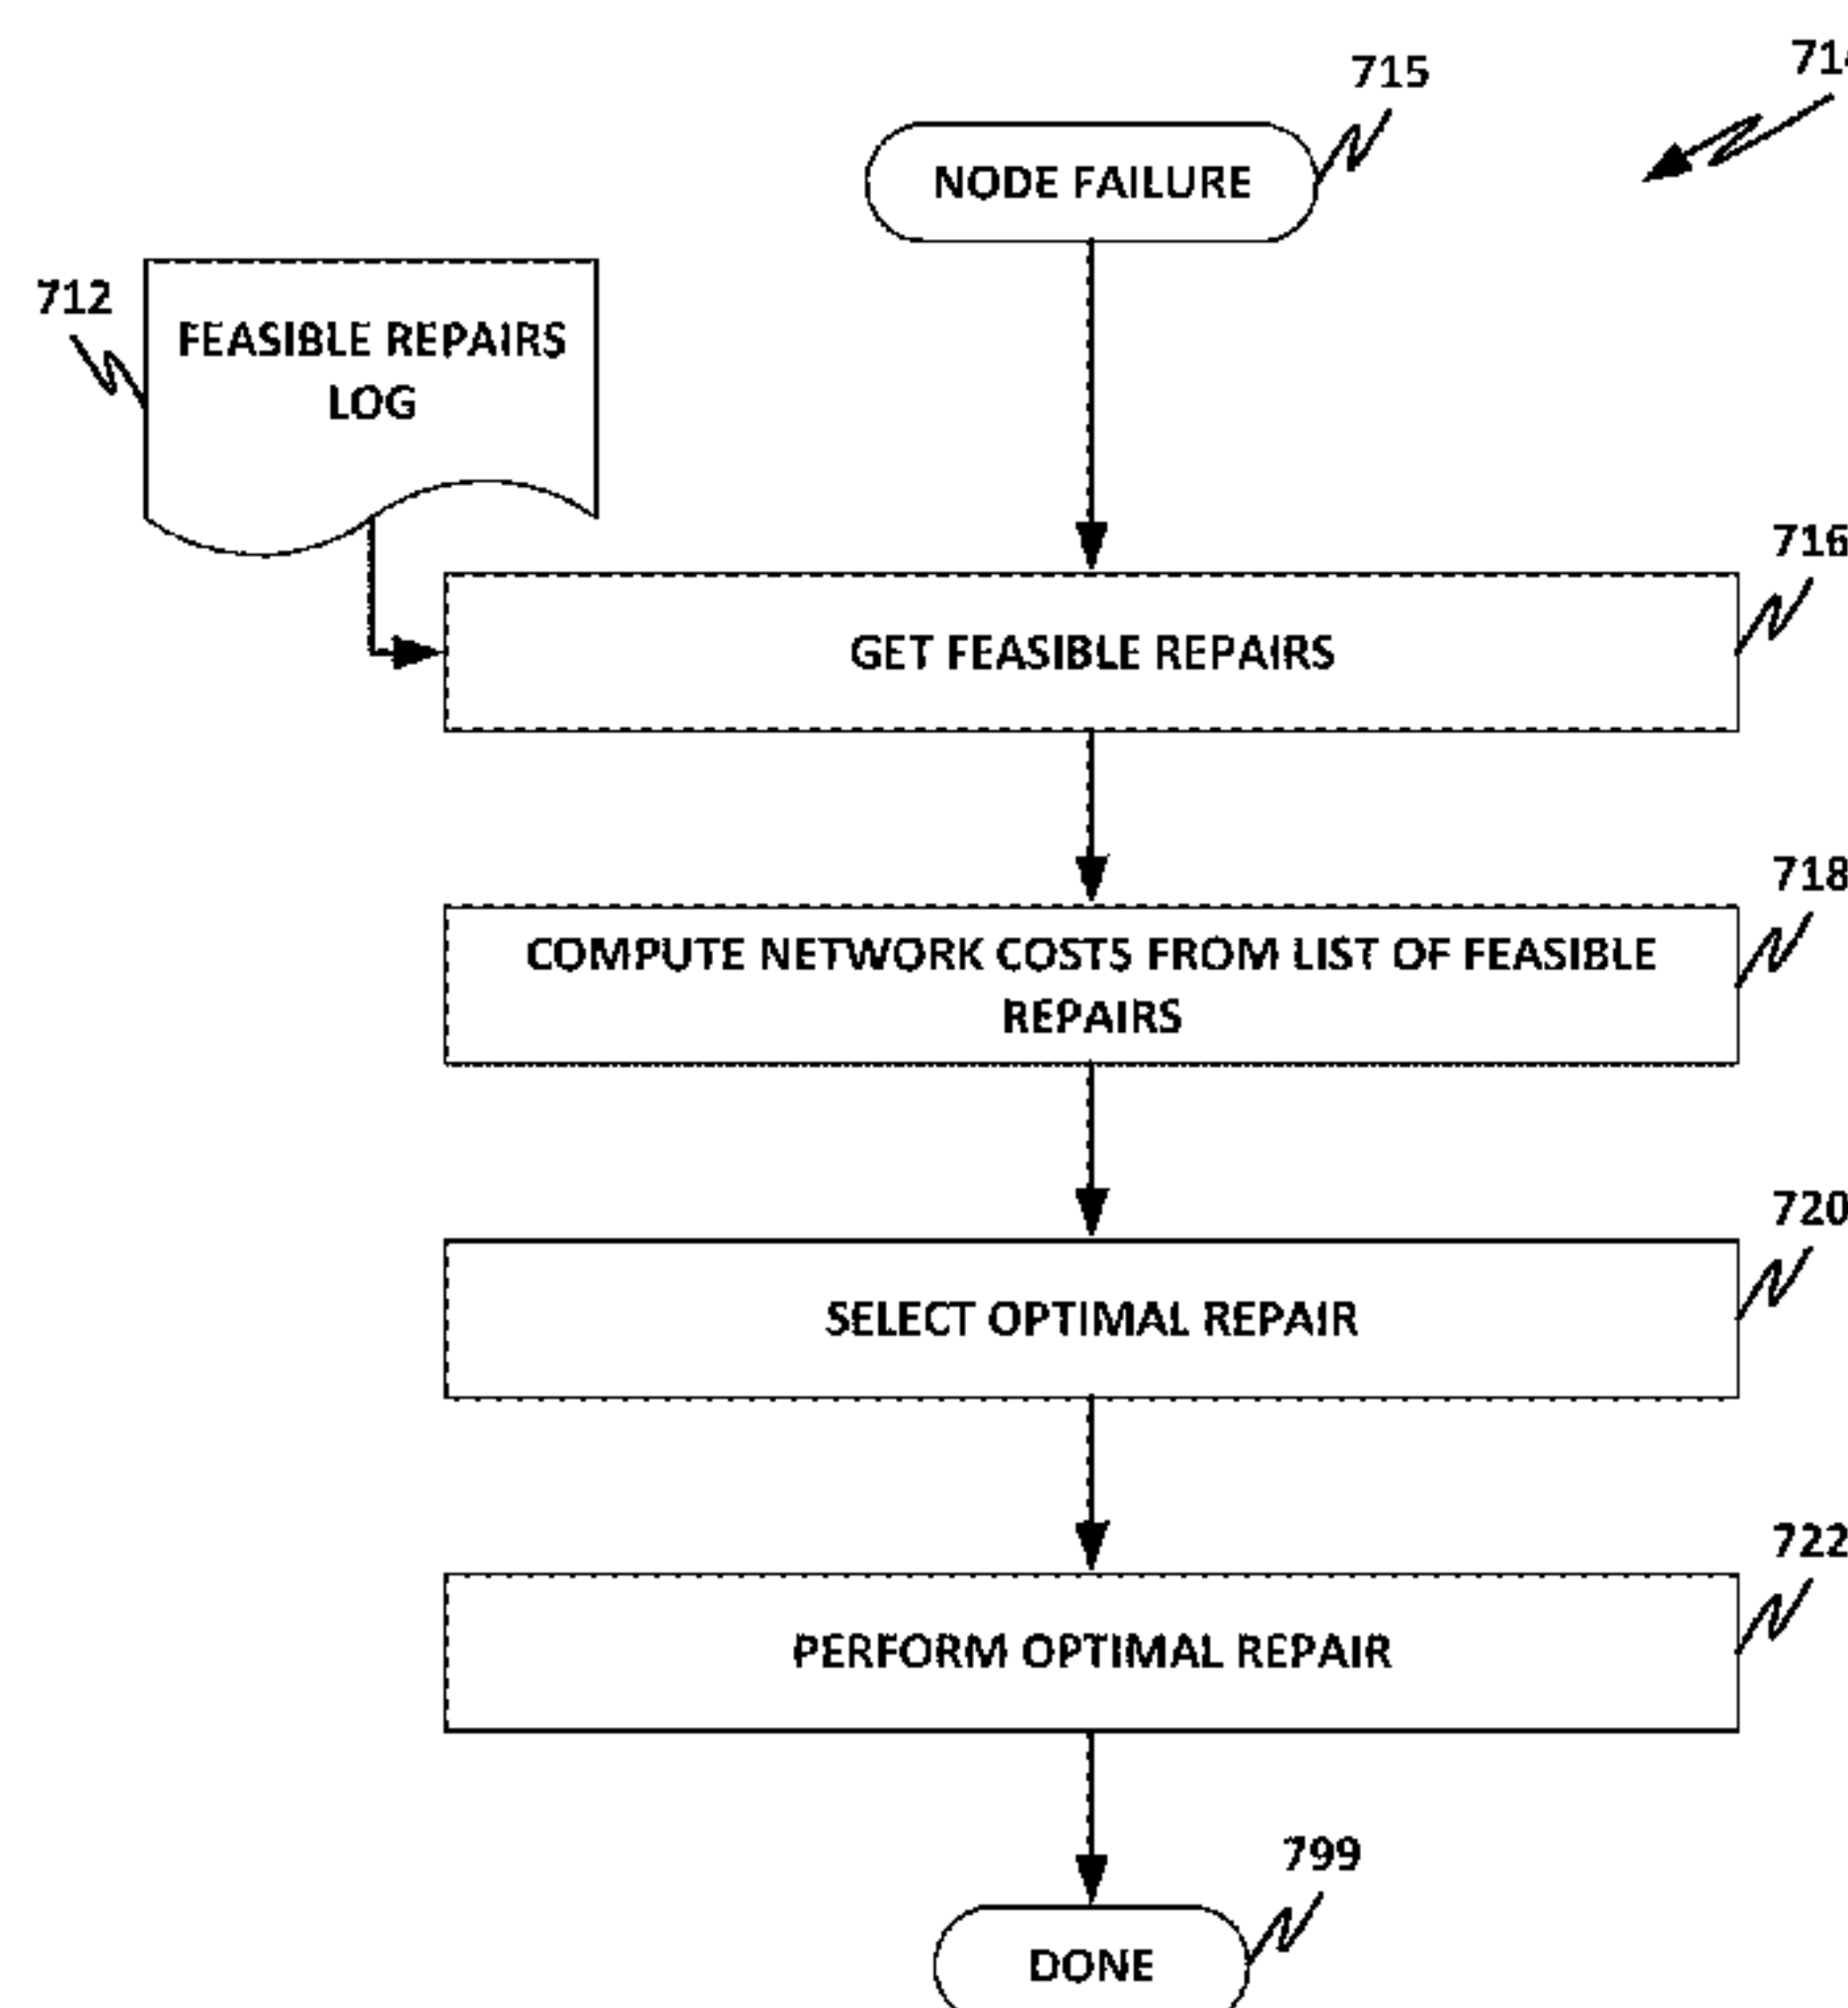 715
NODE FAILURE
712
FEASIBLE REPAIRS
LOG
716
GET FEASIBLE REPAIRS
718
COMPUTE NETWORK COSTS FROM LIST OF FEASIBLE
REPAIRS
720
SELECT OPTIMAL REPAIR
722
PERFORM OPTIMAL REPAIR
799
DONE